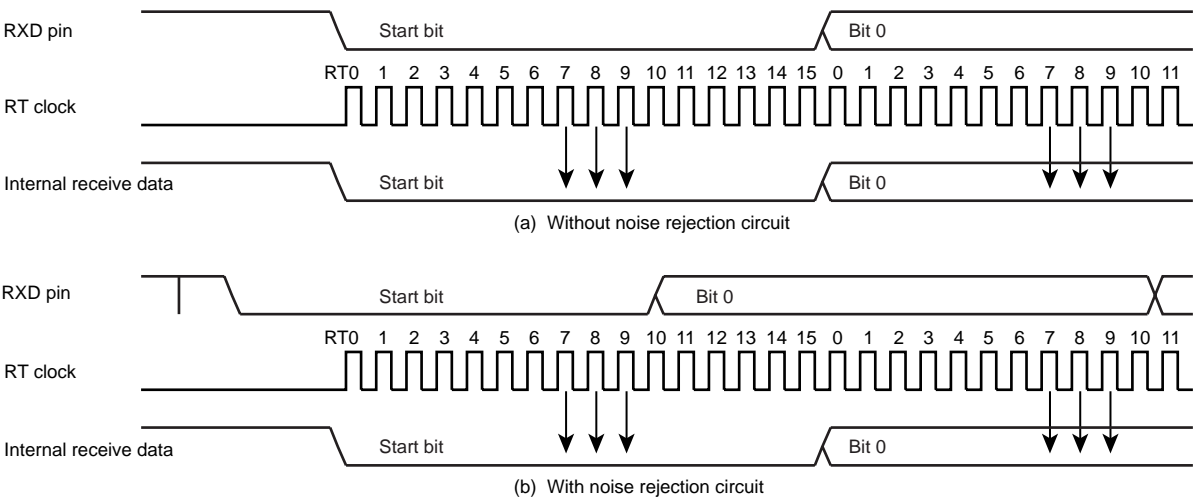 RXD pin
Start bit
Bit 0
RT0 1 2 3 4 5 6 7 8 9 10 11 12 13 14 15 0 1 2 3 4 5 6 7 8 9 10 11
RT clock
Internal receive data
Start bit
Bit 0
(a) Without noise rejection circuit
RXD pin
Start bit
Bit 0
RT0 1 2 3 4 5 6 7 8 9 10 11 12 13 14 15 0 1 2 3 4 5 6 7 8 9 10 11
RT clock
Internal receive data
Start bit
Bit 0
(b) With noise rejection circuit